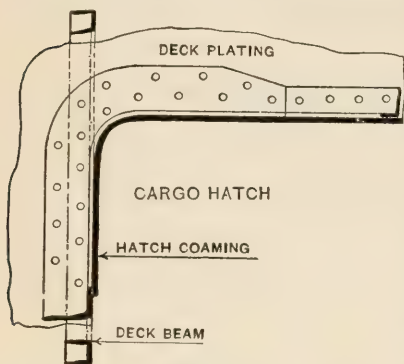 DECK PLATING
CARGO HATCH
HATCH COAMING
DECK BEAM